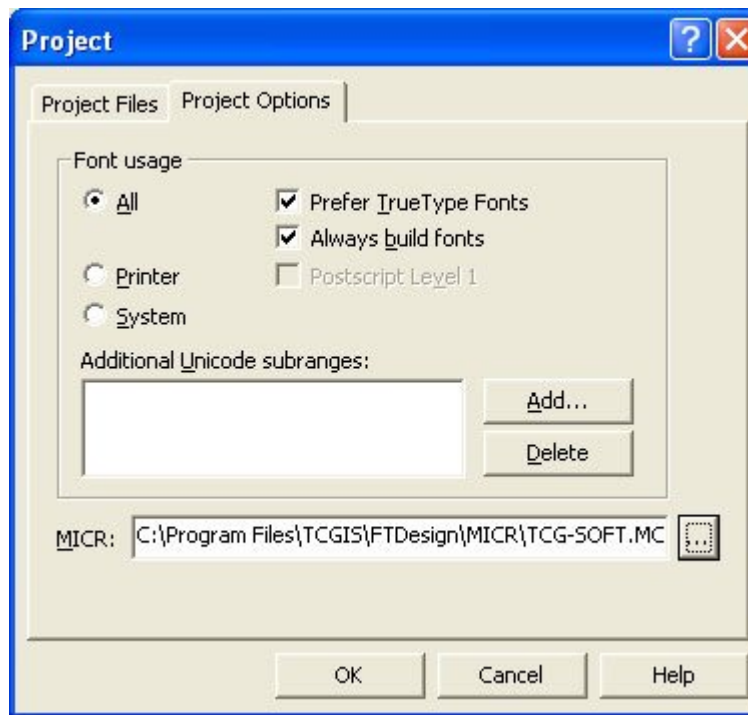 Project
Project Files Project Options
Font usage
All Prefer TrueType Fonts
Always build fonts
Printer Postscript Level 1
System
Additional Unicode subranges:
Add...
Delete
MICR: C:\Program Files\TCGIS\FTDesign\MICR\TCG-SOFT.MC ...
OK Cancel Help